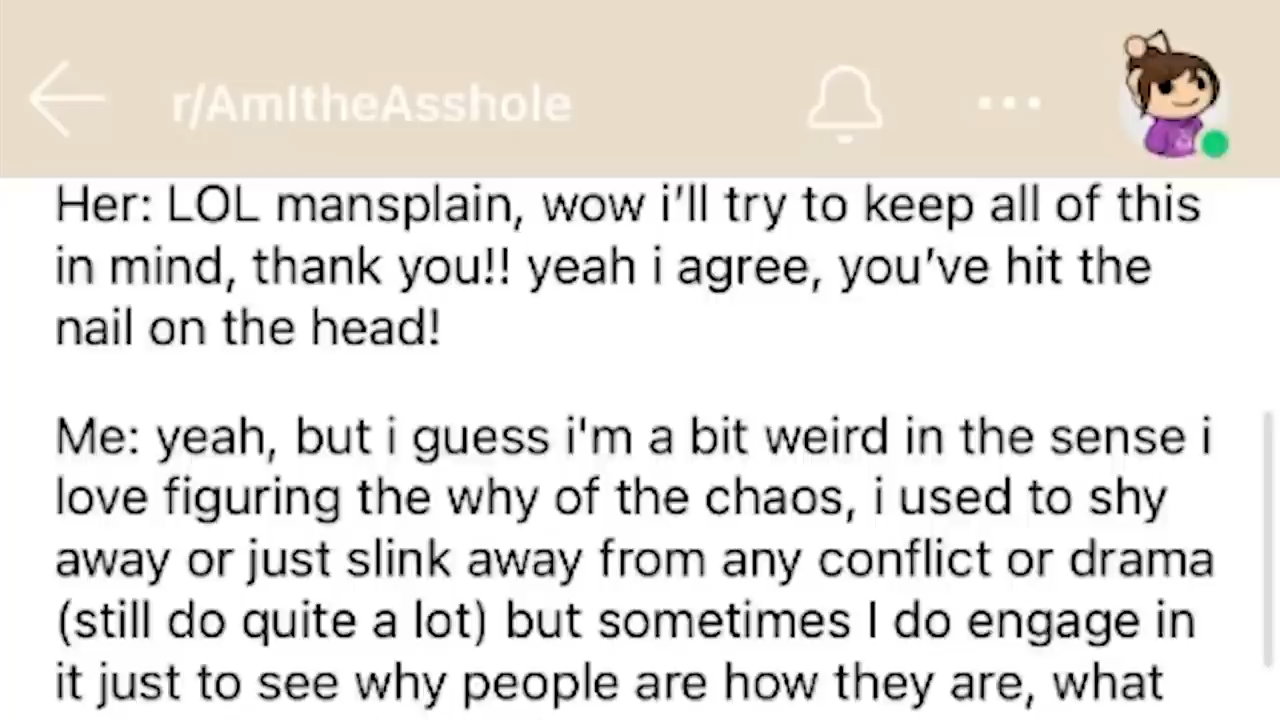 r/AmItheAsshole
Her: LOL mansplain, wow i’ll try to keep all of this
in mind, thank you!! yeah i agree, you’ve hit the
nail on the head!
Me: yeah, but i guess i'm a bit weird in the sense i
love figuring the why of the chaos, i used to shy
away or just slink away from any conflict or drama
(still do quite a lot) but sometimes I do engage in
it just to see why people are how they are, what